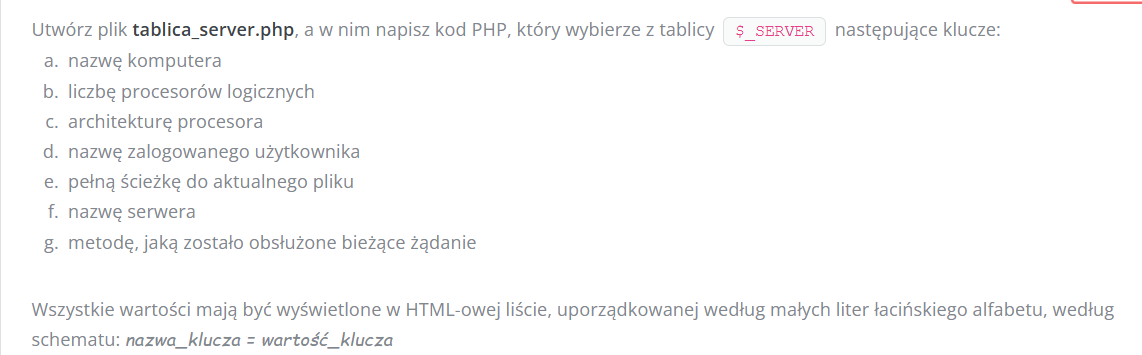 Utwórz plik tablica_server.php, a w nim napisz kod PHP, który wybierze z tablicy $_SERVER następujące klucze:
a. nazwę komputera
b. liczbę procesorów logicznych
c. architekturę procesora
d. nazwę zalogowanego użytkownika
e. pełną ścieżkę do aktualnego pliku
f. nazwę serwera
g. metodę, jaką zostało obsłużone bieżące żądanie
Wszystkie wartości mają być wyświetlone w HTML-owej liście, uporządkowanej według małych liter łacińskiego alfabetu, według
schematu: nazwa_klucza = wartość_klucza